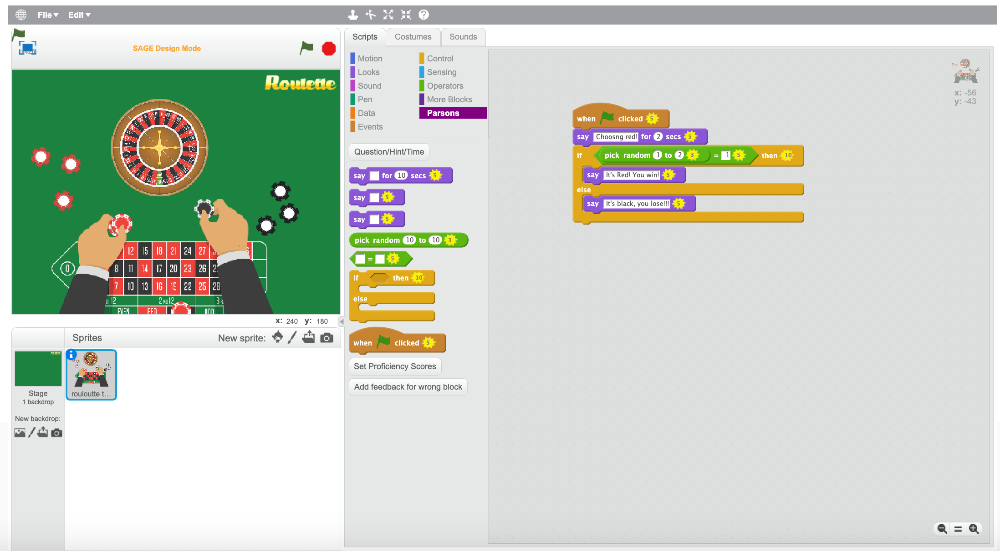 File ▾ Edit ▾
SAGE Design Mode
v426
Roulette
0
12 15 18 21 24 27
8 11 14 17 20 23 26
7 10 13 16 19 22 25 28
2 ND 12
EVEN RED ODD
x: 240 y: 180
Sprites New sprite:
Stage
1 backdrop
New backdrop:
rouloutte t...
Scripts Costumes Sounds
Motion Control
Looks Sensing
Sound Operators
Pen More Blocks
Data Parsons
Events
Question/Hint/Time
say for 10 secs 5
say 5
say 5
pick random 10 to 10 3
= 5
if then 10
else
when clicked 5
Set Proficiency Scores
Add feedback for wrong block
when clicked 5
say Choosng red! for 2 secs 5
if pick random 1 to 2 3 = 1 5 then 10
say It's Red! You win! 5
else
say It's black, you lose!!! 5
x: -56
y: -43